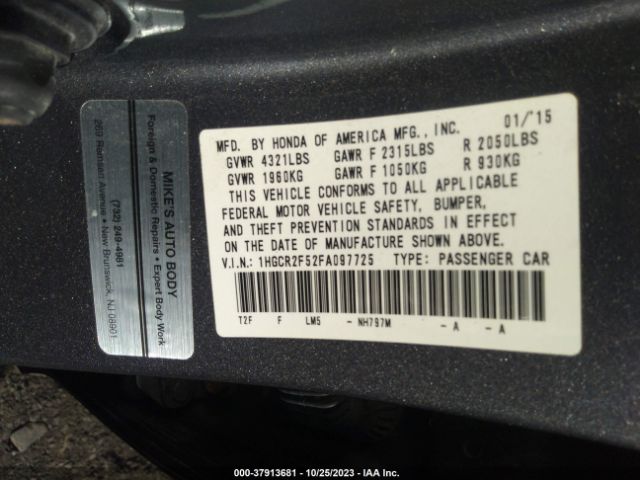 MFD. BY HONDA OF AMERICA MFG., INC. 01/'15
GVWR 4321LBS GAWR F 2315LBS R 2050LBS
GVWR 1960KG GAWR F 1050KG R 930KG
THIS VEHICLE CONFORMS TO ALL APPLICABLE
FEDERAL MOTOR VEHICLE SAFETY, BUMPER,
AND THEFT PREVENTION STANDARDS IN EFFECT
ON THE DATE OF MANUFACTURE SHOWN ABOVE.
V.I.N.: 1HGCR2F52FA097725 TYPE: PASSENGER CAR
T2F F LM5 - NH797M - A - A
MIKE'S AUTO BODY
Foreign & Domestic Repairs • Expert Body Work
(732) 249-4981
269 Remsen Avenue • New Brunswick, NJ 08901
000-37913681 - 10/25/2023 - IAA Inc.